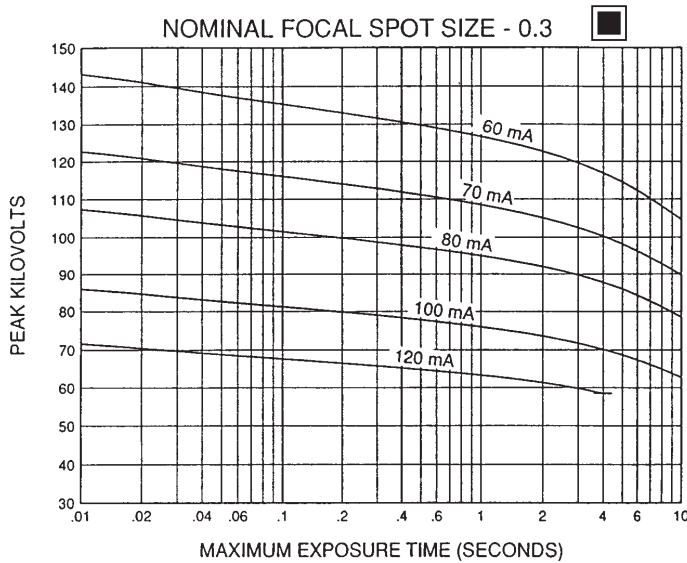 NOMINAL FOCAL SPOT SIZE - 0.3
150
140
130
120
110
100
90
80
70
60
50
40
30
PEAK KILOVOLTS
60 mA
70 mA
80 mA
100 mA
120 mA
.01 .02 .04 .06 .1 .2 .4 .6 1 2 4 6 10
MAXIMUM EXPOSURE TIME (SECONDS)